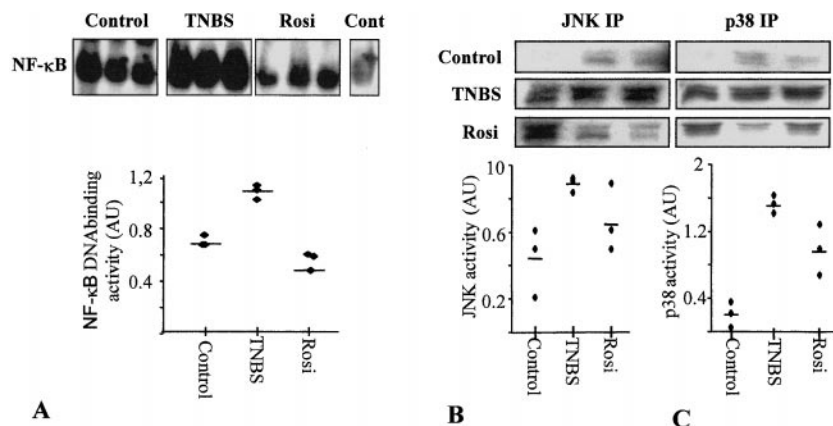 Control TNBS Rosi Cont
NF-κB
1,2
0.8
0.4
NF-κB DNAbinding
activity (AU)
Control
TNBS
Rosi
A
JNK IP
p38 IP
Control
TNBS
Rosi
10
0.6
0.2
JNK activity (AU)
Control
TNBS
Rosi
B
2
1.2
0.4
p38 activity (AU)
Control
TNBS
Rosi
C